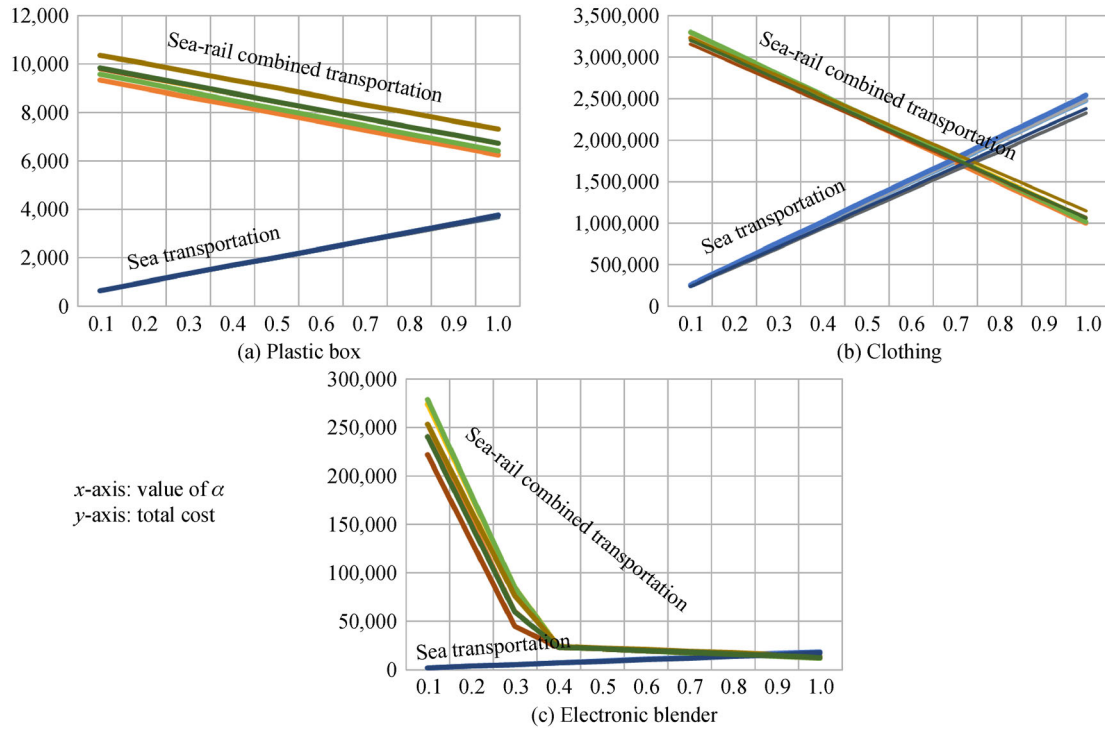 12,000
10,000
8,000
6,000
4,000
2,000
0
Sea-rail combined transportation
Sea transportation
0.1 0.2 0.3 0.4 0.5 0.6 0.7 0.8 0.9 1.0
(a) Plastic box
3,500,000
3,000,000
2,500,000
2,000,000
1,500,000
1,000,000
500,000
0
Sea-rail combined transportation
Sea transportation
0.1 0.2 0.3 0.4 0.5 0.6 0.7 0.8 0.9 1.0
(b) Clothing
x-axis: value of α
y-axis: total cost
300,000
250,000
200,000
150,000
100,000
50,000
0
Sea-rail combined transportation
Sea transportation
0.1 0.2 0.3 0.4 0.5 0.6 0.7 0.8 0.9 1.0
(c) Electronic blender